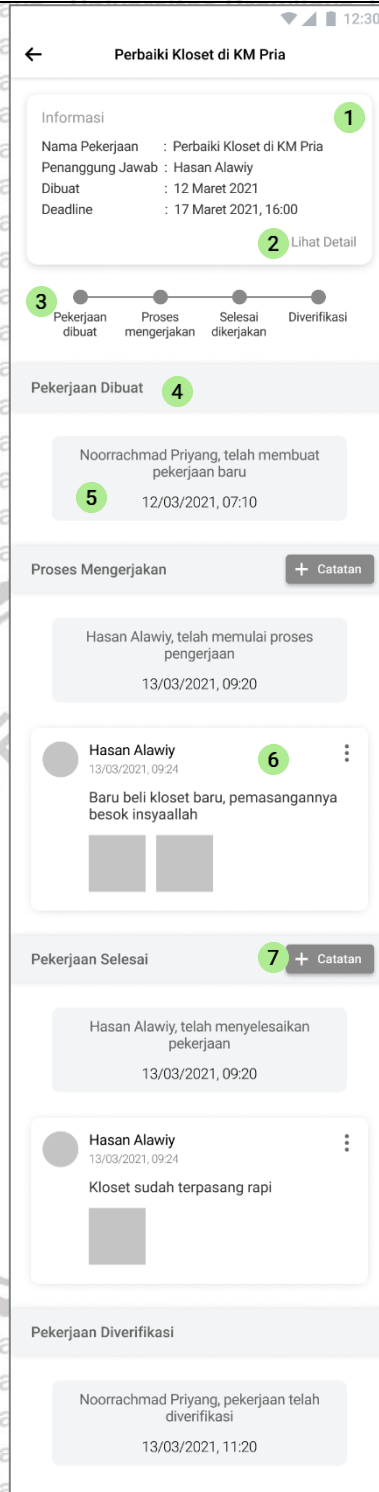 12:30
Perbaiki Kloset di KM Pria
Informasi
1
Nama Pekerjaan : Perbaiki Kloset di KM Pria
Penanggung Jawab : Hasan Alawiy
Dibuat : 12 Maret 2021
Deadline : 17 Maret 2021, 16:00
2 Lihat Detail
3
Pekerjaan dibuat
Proses mengerjakan
Selesai dikerjakan
Diverifikasi
Pekerjaan Dibuat 4
Noorrachmad Priyang, telah membuat
pekerjaan baru
5 12/03/2021, 07:10
Proses Mengerjakan + Catatan
Hasan Alawiy, telah memulai proses
pengerjaan
13/03/2021, 09:20
Hasan Alawiy
6
13/03/2021, 09:24
Baru beli kloset baru, pemasangannya
besok insyaallah
Pekerjaan Selesai 7 + Catatan
Hasan Alawiy, telah menyelesaikan
pekerjaan
13/03/2021, 09:20
Hasan Alawiy
13/03/2021, 09:24
Kloset sudah terpasang rapi
Pekerjaan Diverifikasi
Noorrachmad Priyang, pekerjaan telah
diverifikasi
13/03/2021, 11:20